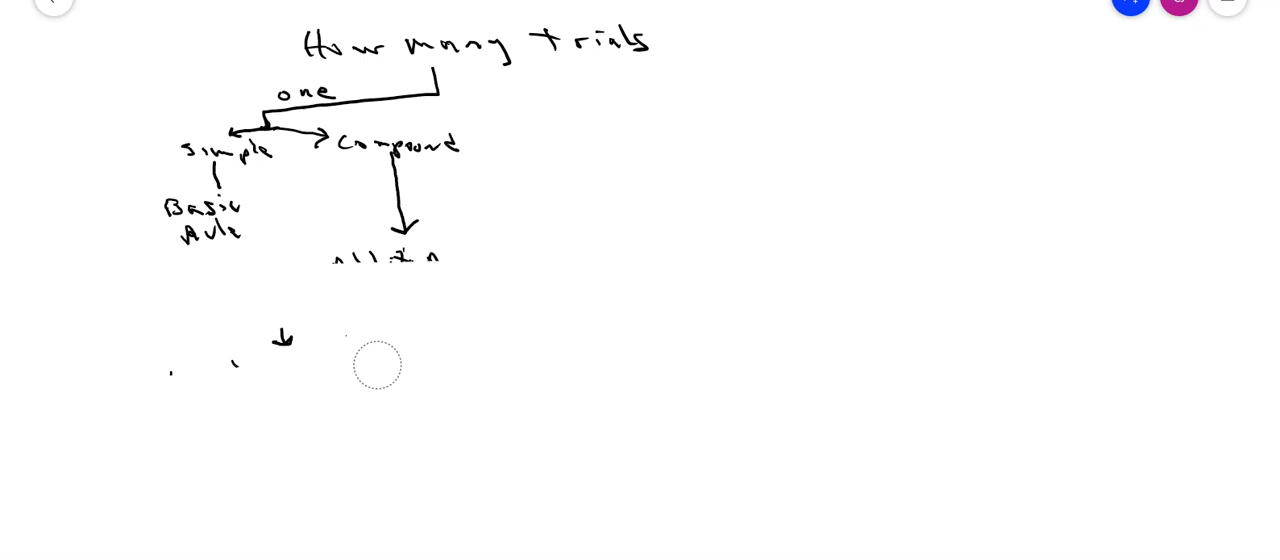 How many trials
one
simple
compound
Basic
Rule